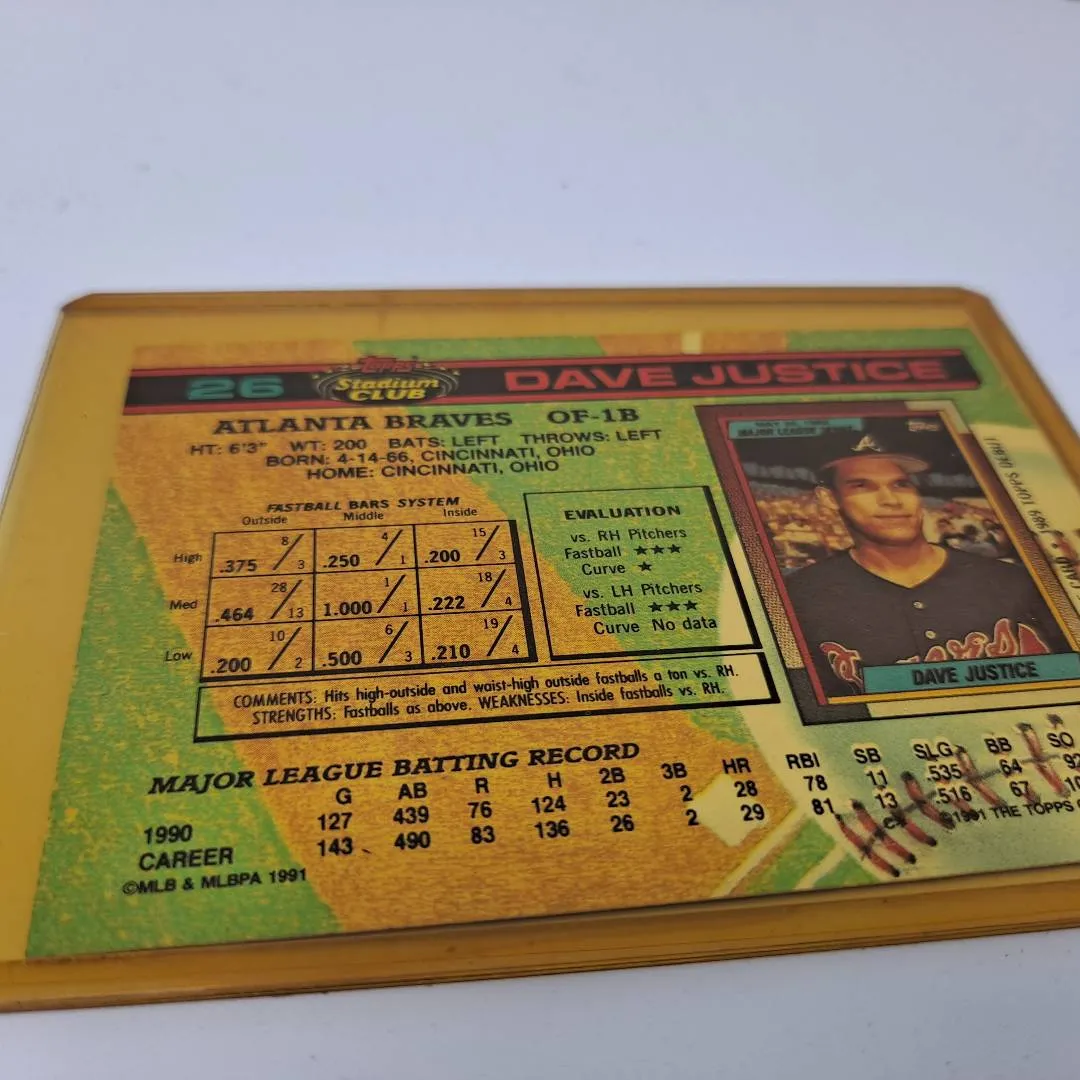 26 TOPPS Stadium CLUB DAVE JUSTICE
ATLANTA BRAVES OF-1B
HT: 6'3" WT: 200 BATS: LEFT THROWS: LEFT
BORN: 4-14-66, CINCINNATI, OHIO
HOME: CINCINNATI, OHIO
FASTBALL BARS SYSTEM
Outside Middle Inside
High .375 8/3 .250 4/1 .200 15/3
Med .464 28/13 1.000 1/1 .222 18/4
Low .200 10/2 .500 6/3 .210 19/4
EVALUATION
vs. RH Pitchers
Fastball ★★★
Curve ★
vs. LH Pitchers
Fastball ★★★
Curve No data
COMMENTS: Hits high-outside and waist-high outside fastballs a ton vs. RH.
STRENGTHS: Fastballs as above. WEAKNESSES: Inside fastballs vs. RH.
MAJOR LEAGUE
A
DAVE JUSTICE
1989 TOPPS DEBUT
CARD
MAJOR LEAGUE BATTING RECORD
G AB R H 2B 3B HR RBI SB SLG BB SO
1990 127 439 76 124 23 2 28 78 11 .535 64 92
CAREER 143 490 83 136 26 2 29 81 13 .516 67
©MLB & MLBPA 1991 ©1991 THE TOPPS